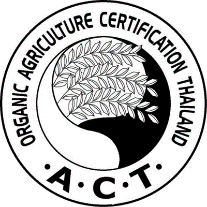 ORGANIC AGRICULTURE CERTIFICATION THAILAND
·A·C·T·